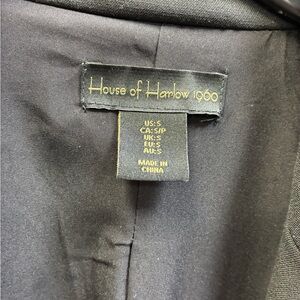 House of Harlow 1960
US:S
CA:S/P
UK:S
EU:S
AU:S
MADE IN
CHINA